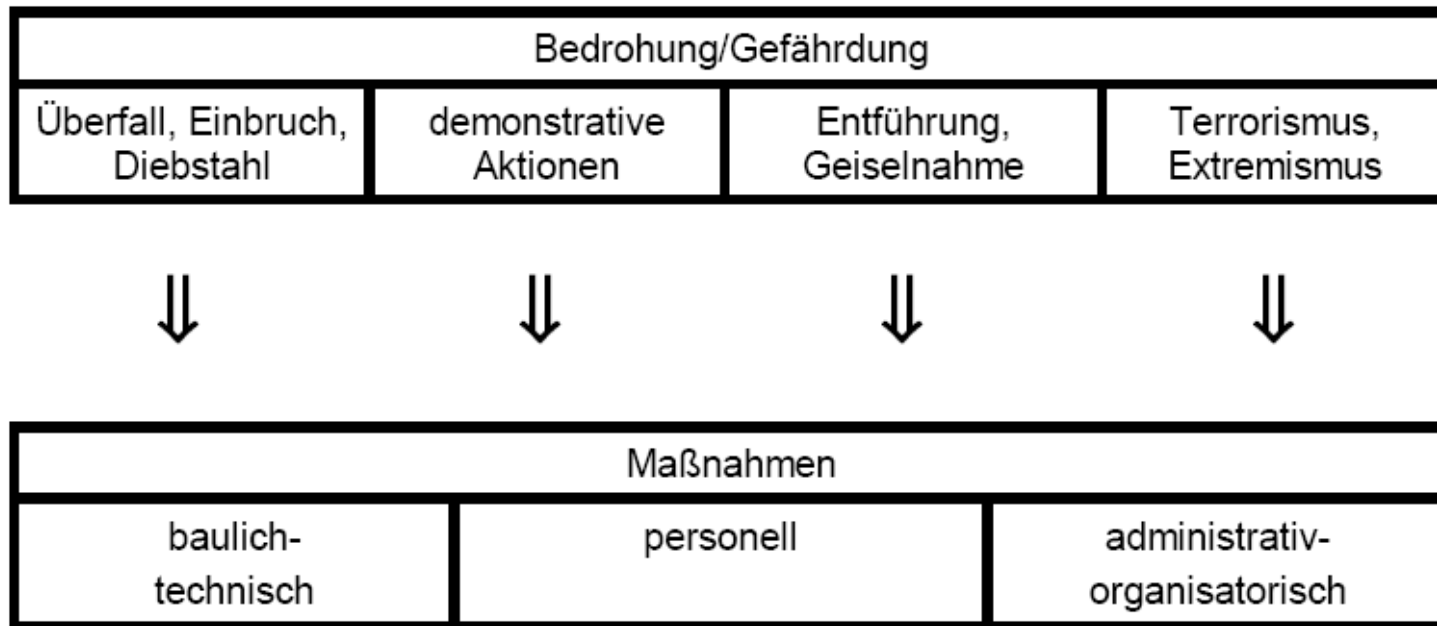 Bedrohung/Gefährdung
Überfall, Einbruch,
Diebstahl
demonstrative
Aktionen
Entführung,
Geiselnahme
Terrorismus,
Extremismus
Maßnahmen
baulich-
technisch
personell
administrativ-
organisatorisch